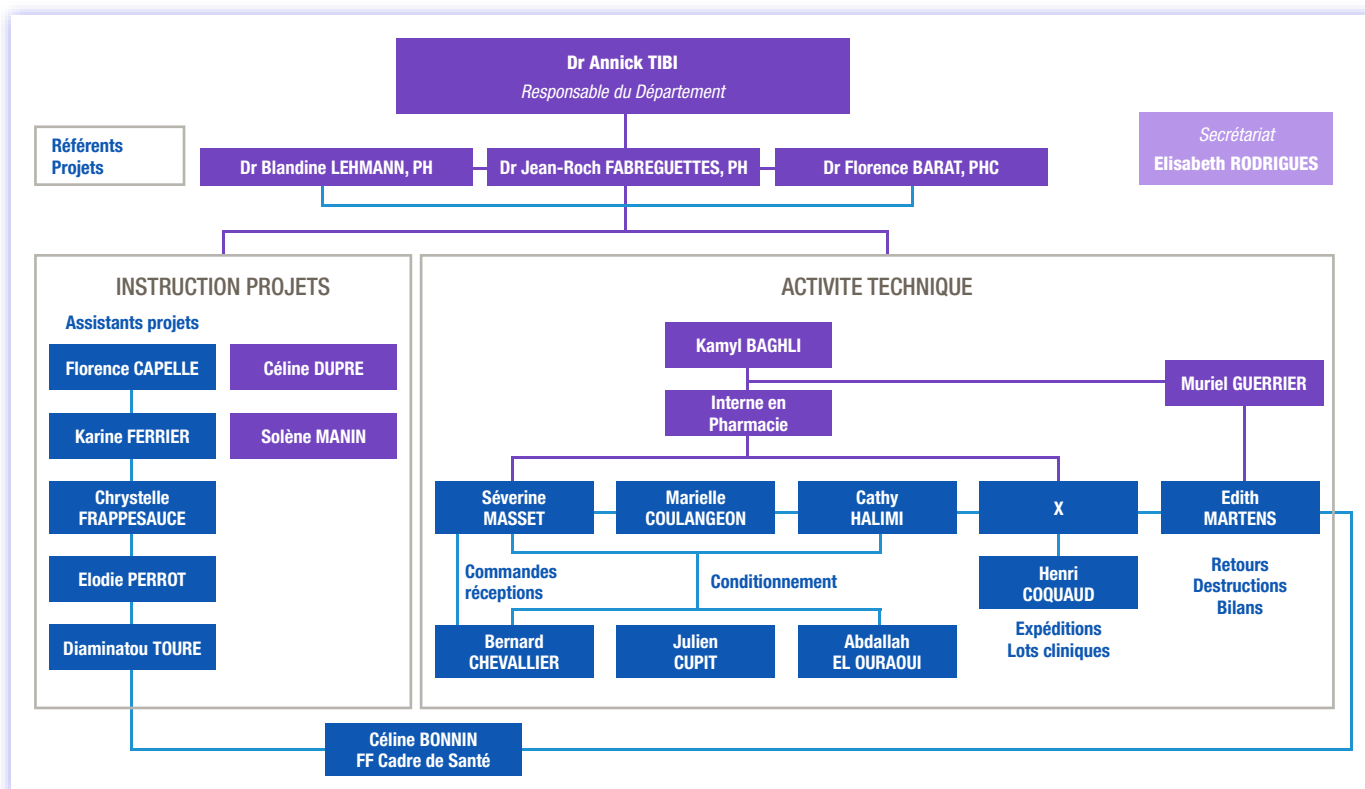 Dr Annick TIBI
Responsable du Département
Référents
Projets
Secrétariat
Elisabeth RODRIGUES
Dr Blandine LEHMANN, PH
Dr Jean-Roch FABREGUETTES, PH
Dr Florence BARAT, PHC
INSTRUCTION PROJETS
Assistants projets
Florence CAPELLE
Céline DUPRE
Karine FERRIER
Solène MANIN
Chrystelle
FRAPPESAUCE
Elodie PERROT
Diaminatou TOURE
ACTIVITE TECHNIQUE
Kamyl BAGHLI
Muriel GUERRIER
Interne en
Pharmacie
Séverine
MASSET
Marielle
COULANGEON
Cathy
HALIMI
X
Edith
MARTENS
Commandes
réceptions
Conditionnement
Henri
COQUAUD
Retours
Destructions
Bilans
Bernard
CHEVALLIER
Julien
CUPIT
Abdallah
EL OURAOUI
Expéditions
Lots cliniques
Céline BONNIN
FF Cadre de Santé